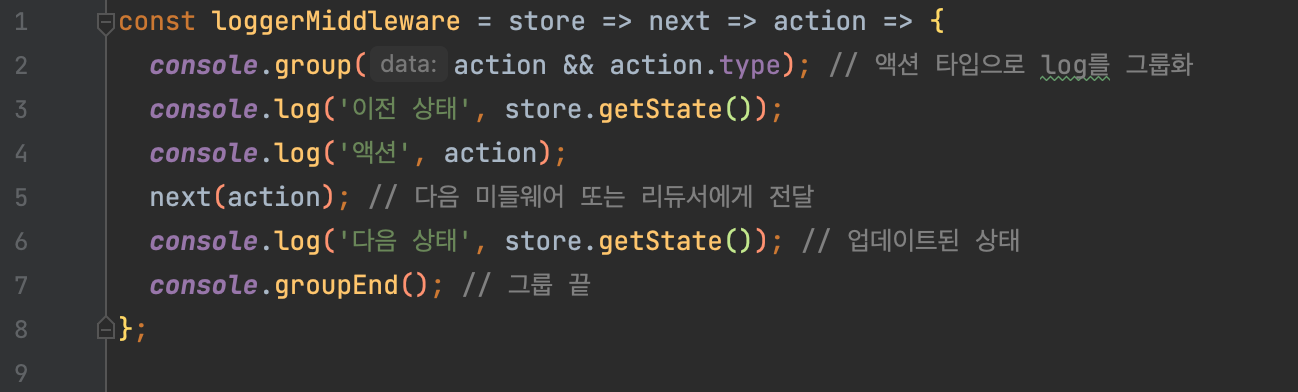 1 const loggerMiddleware = store => next => action => {
2 console.group( data: action && action.type); // 액션 타입으로 log를 그룹화
3 console.log('이전 상태', store.getState());
4 console.log('액션', action);
5 next(action); // 다음 미들웨어 또는 리듀서에게 전달
6 console.log('다음 상태', store.getState()); // 업데이트된 상태
7 console.groupEnd(); // 그룹 끝
8 };
9